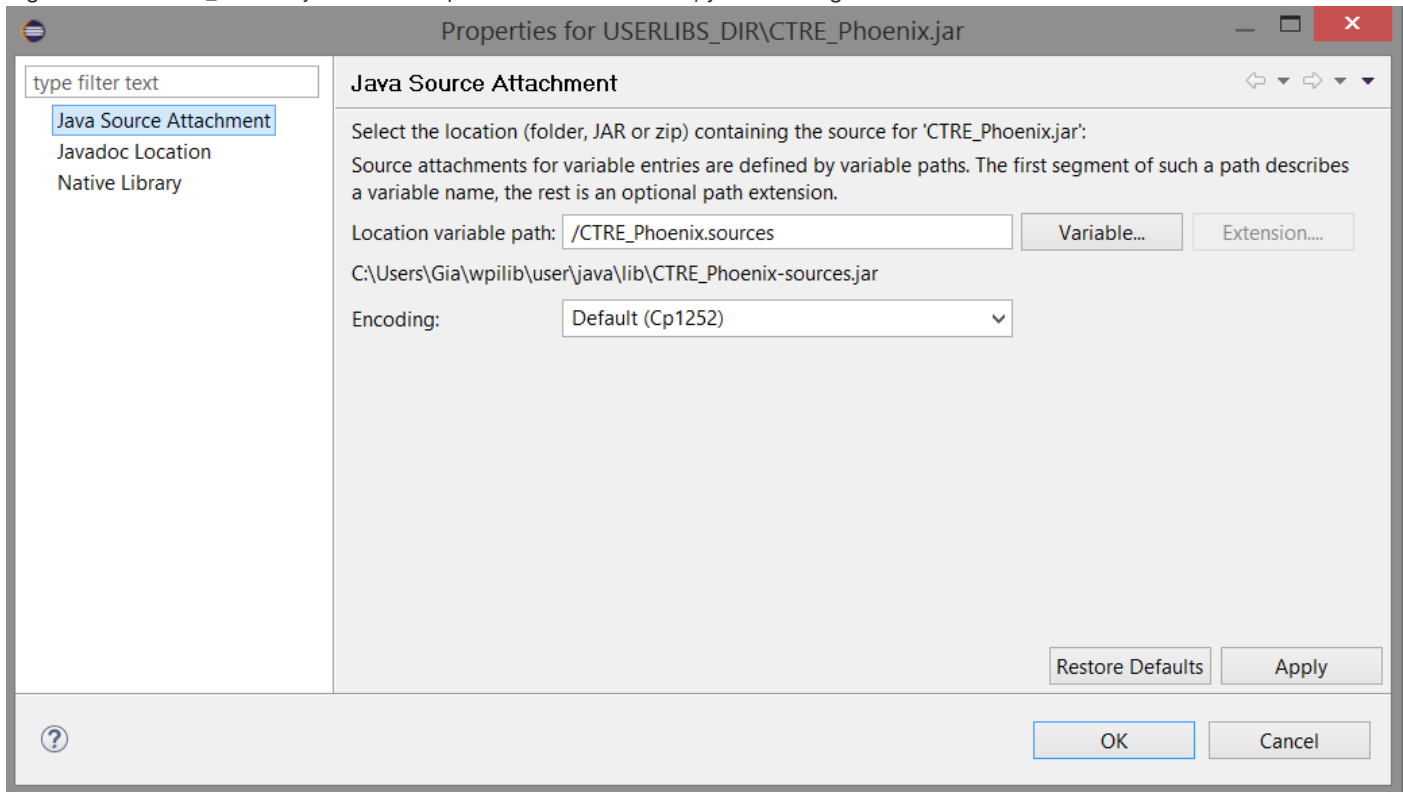 Properties for USERLIBS_DIR\CTRE_Phoenix.jar
type filter text
Java Source Attachment
Javadoc Location
Native Library
Java Source Attachment
Select the location (folder, JAR or zip) containing the source for 'CTRE_Phoenix.jar':
Source attachments for variable entries are defined by variable paths. The first segment of such a path describes
a variable name, the rest is an optional path extension.
Location variable path: /CTRE_Phoenix.sources Variable... Extension....
C:\Users\Gia\wpilib\user\java\lib\CTRE_Phoenix-sources.jar
Encoding: Default (Cp1252)
Restore Defaults Apply
? OK Cancel